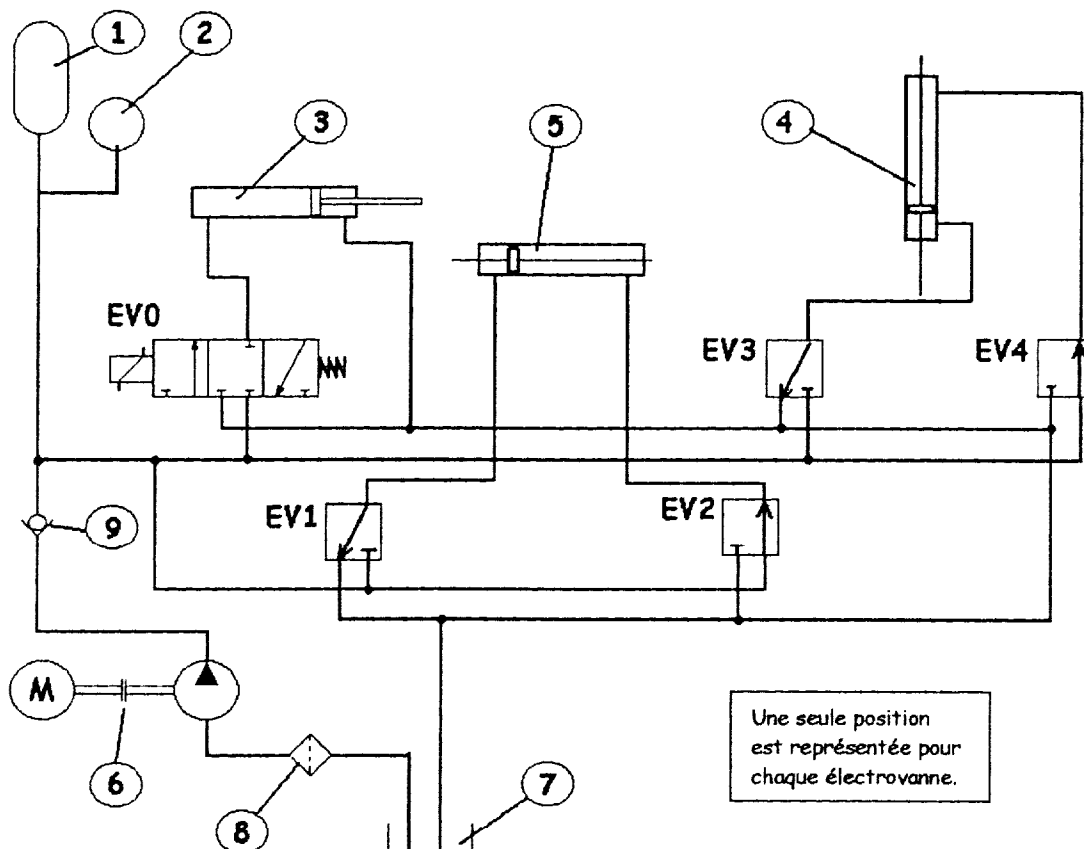 1
2
3
5
4
EV0
EV3
EV4
EV1
EV2
9
M
6
8
7
Une seule position
est représentée pour
chaque électrovanne.